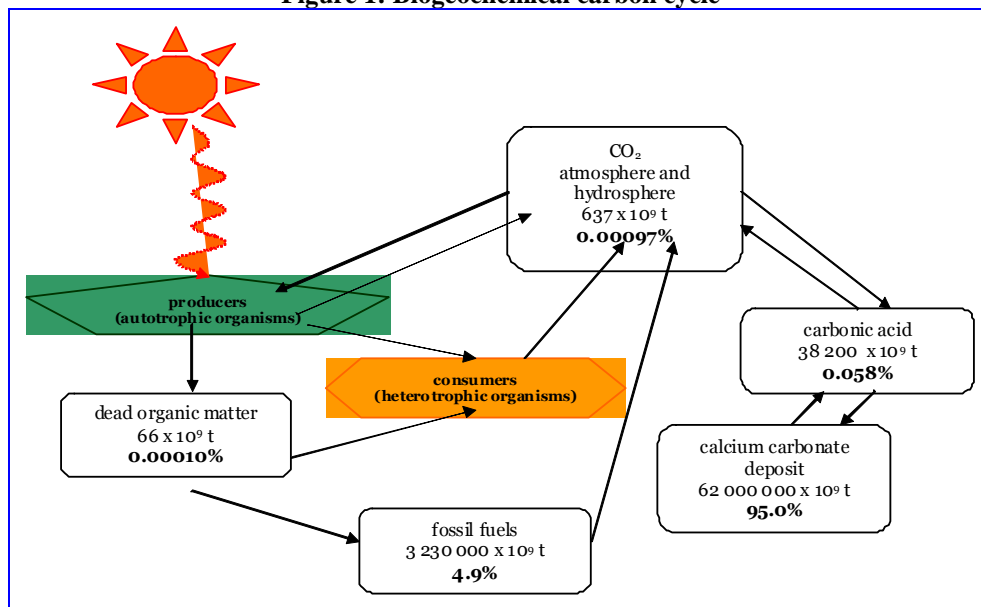 Figure 1: Biogeochemical carbon cycle
CO₂
atmosphere and
hydrosphere
637 x 10⁹ t
0.00097%
producers
(autotrophic organisms)
carbonic acid
38 200 x 10⁹ t
0.058%
consumers
(heterotrophic organisms)
dead organic matter
66 x 10⁹ t
0.00010%
calcium carbonate
deposit
62 000 000 x 10⁹ t
95.0%
fossil fuels
3 230 000 x 10⁹ t
4.9%